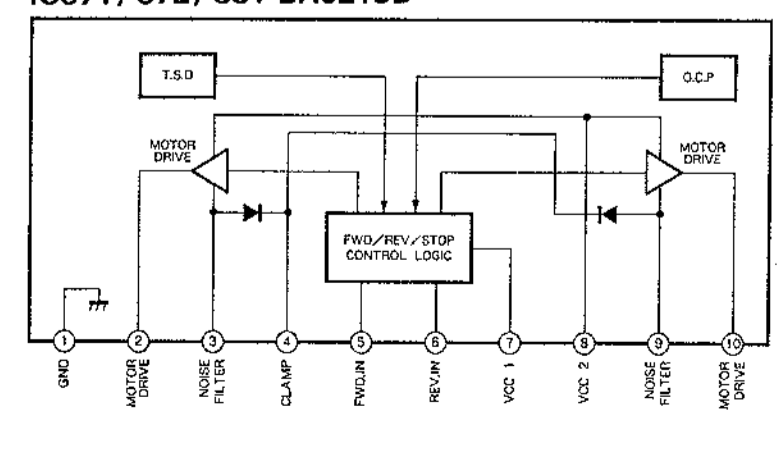 T.S.D
O.C.P
MOTOR
DRIVE
MOTOR
DRIVE
FWD/REV/STOP
CONTROL LOGIC
1
2
3
4
5
6
7
8
9
10
GND
MOTOR
DRIVE
NOISE
FILTER
CLAMP
FWD.IN
REV.IN
VCC 1
VCC 2
NOISE
FILTER
MOTOR
DRIVE